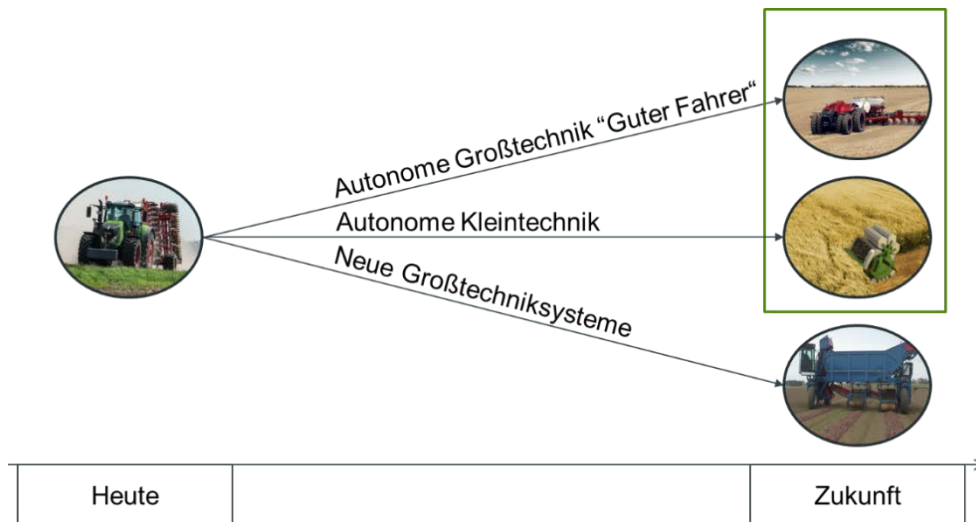 Autonome Großtechnik “Guter Fahrer“
Autonome Kleintechnik
Neue Großtechniksysteme
Heute
Zukunft